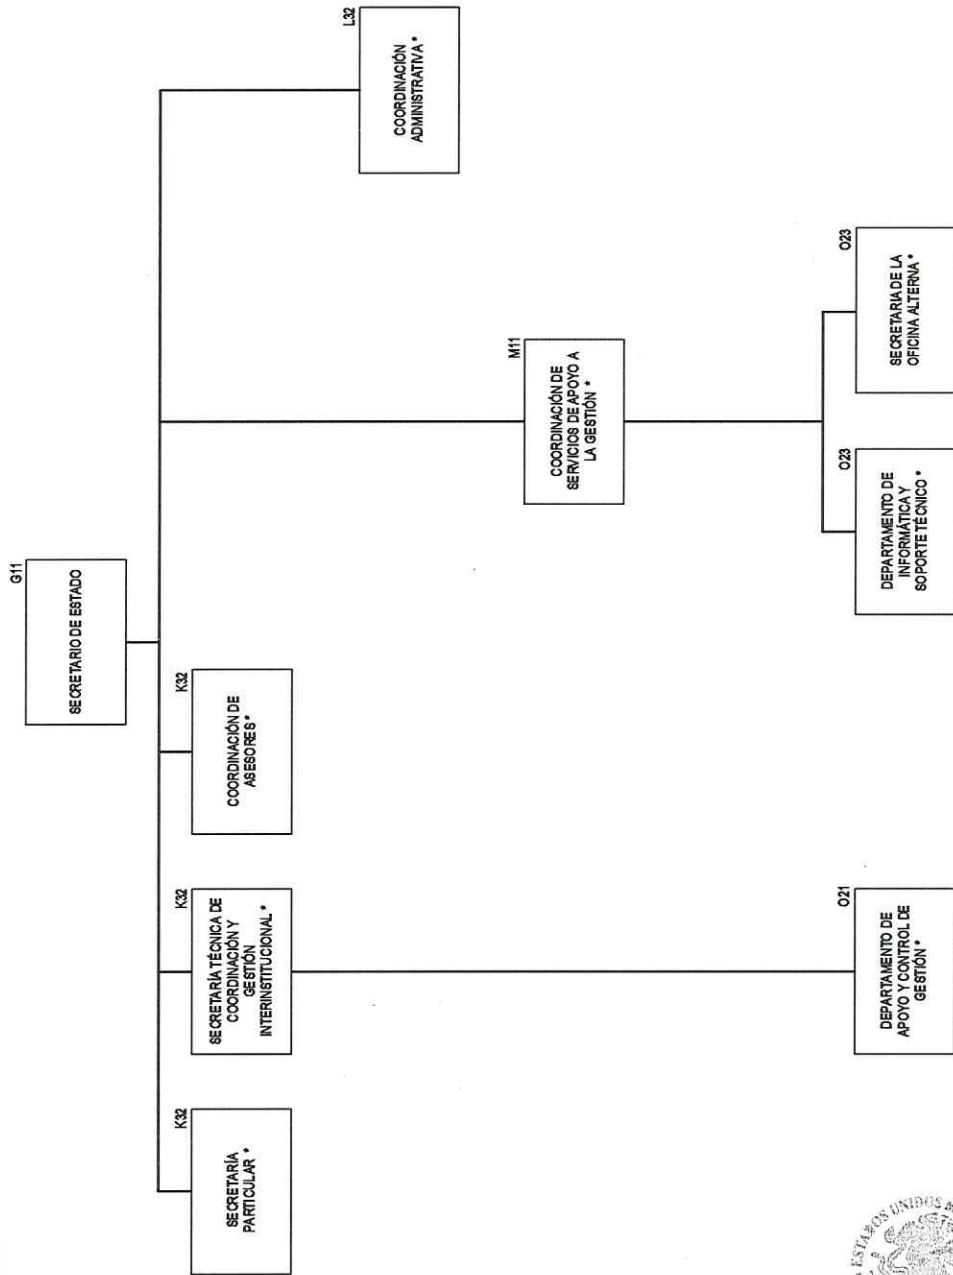 G11
SECRETARIO DE ESTADO
K32
SECRETARÍA
PARTICULAR *
K32
SECRETARÍA TÉCNICA DE
COORDINACIÓN Y
GESTIÓN
INTERINSTITUCIONAL *
K32
COORDINACIÓN DE
ASESORES *
L32
COORDINACIÓN
ADMINISTRATIVA *
M11
COORDINACIÓN DE
SERVICIOS DE APOYO A
LA GESTIÓN *
O21
DEPARTAMENTO DE
APOYO Y CONTROL DE
GESTIÓN *
O23
DEPARTAMENTO DE
INFORMÁTICA Y
SOPORTE TÉCNICO *
O23
SECRETARIA DE LA
OFICINA ALTERNA *
ESTADOS UNIDOS